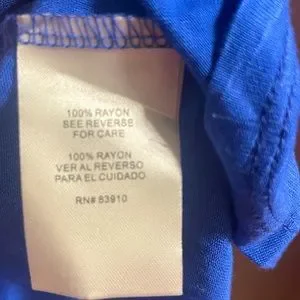 100% RAYON
SEE REVERSE
FOR CARE
100% RAYON
VER AL REVERSO
PARA EL CUIDADO
RN# 83910